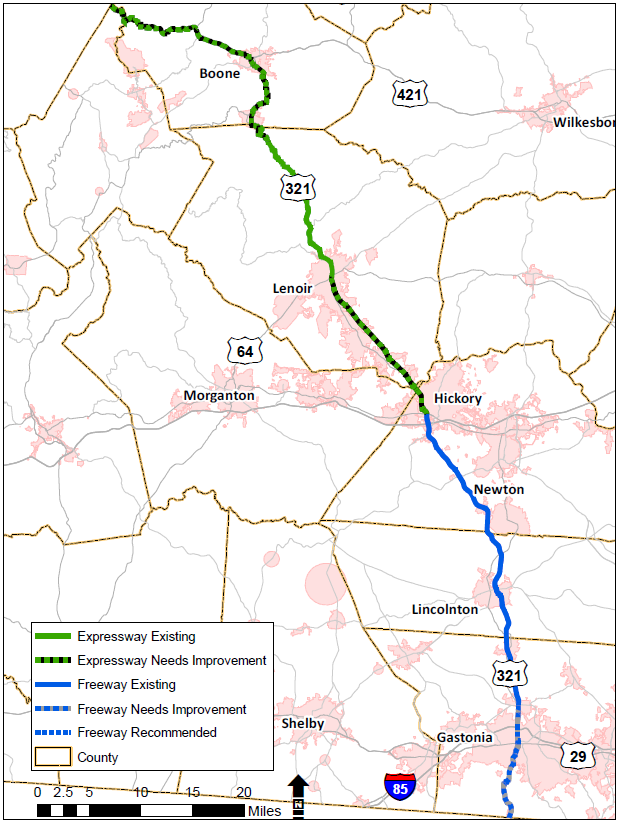 Boone
421
Wilkesbor
321
Lenoir
64
Morganton
Hickory
Newton
Lincolnton
Expressway Existing
Expressway Needs Improvement
Freeway Existing
Freeway Needs Improvement
Freeway Recommended
County
321
Shelby
Gastonia
29
85
0 2.5 5 10 15 20
Miles
N